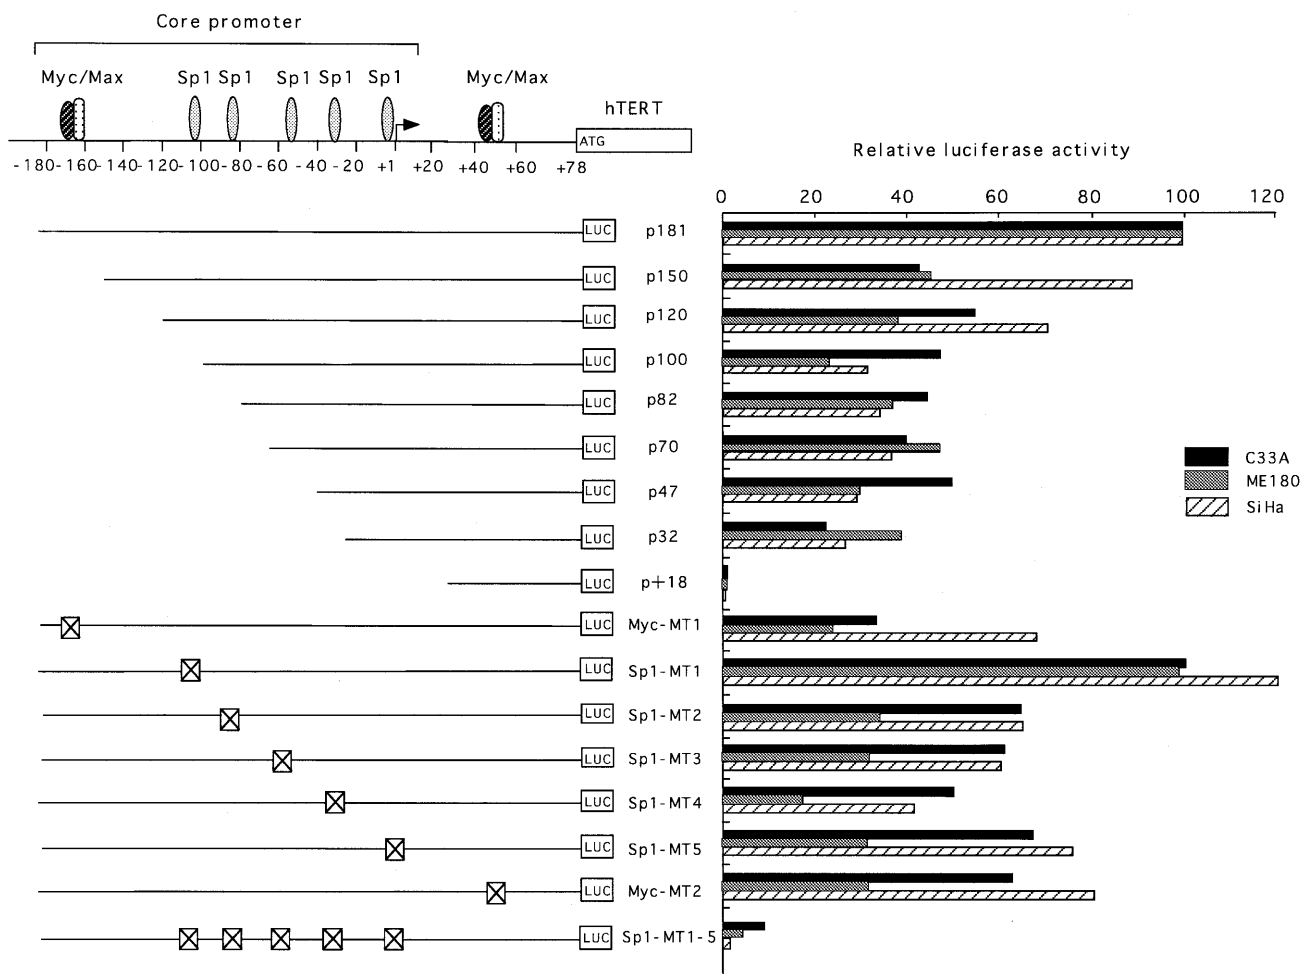 Core promoter
Myc/Max Sp1 Sp1 Sp1 Sp1 Sp1 Myc/Max
hTERT
ATG
-180 -160 -140 -120 -100 -80 -60 -40 -20 +1 +20 +40 +60 +78
Relative luciferase activity
0 20 40 60 80 100 120
LUC p181
LUC p150
LUC p120
LUC p100
LUC p82
LUC p70
LUC p47
LUC p32
LUC p+18
LUC Myc-MT1
LUC Sp1-MT1
LUC Sp1-MT2
LUC Sp1-MT3
LUC Sp1-MT4
LUC Sp1-MT5
LUC Myc-MT2
LUC Sp1-MT1-5
C33A
ME180
SiHa